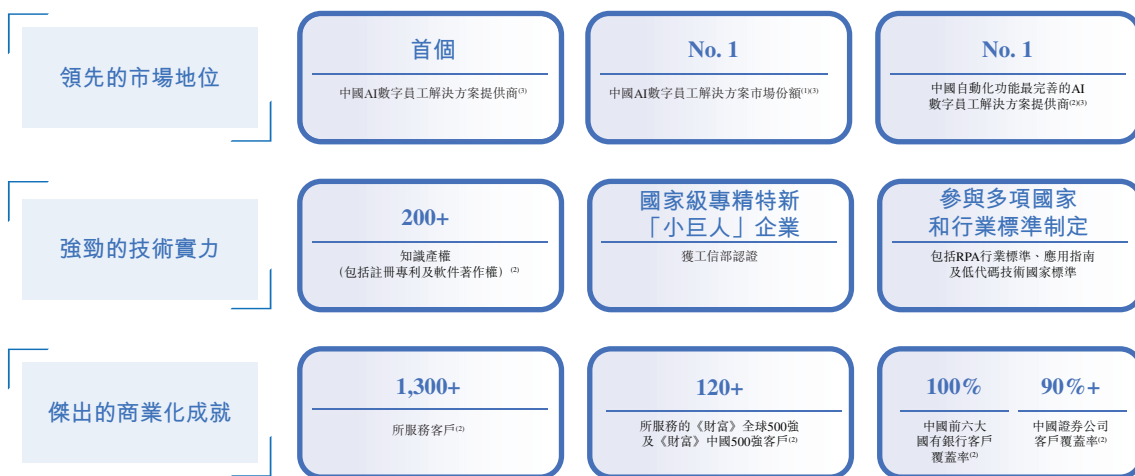 領先的市場地位
首個
中國AI數字員工解決方案提供商(3)
No. 1
中國AI數字員工解決方案市場份額(1)(3)
No. 1
中國自動化功能最完善的AI
數字員工解決方案提供商(2)(3)
強勁的技術實力
200+
知識產權
(包括註冊專利及軟件著作權) (2)
國家級專精特新
「小巨人」企業
獲工信部認證
參與多項國家
和行業標準制定
包括RPA行業標準、應用指南
及低代碼技術國家標準
傑出的商業化成就
1,300+
所服務客戶(2)
120+
所服務的《財富》全球500強
及《財富》中國500強客戶(2)
100%
中國前六大
國有銀行客戶
覆蓋率(2)
90%+
中國證券公司
客戶覆蓋率(2)